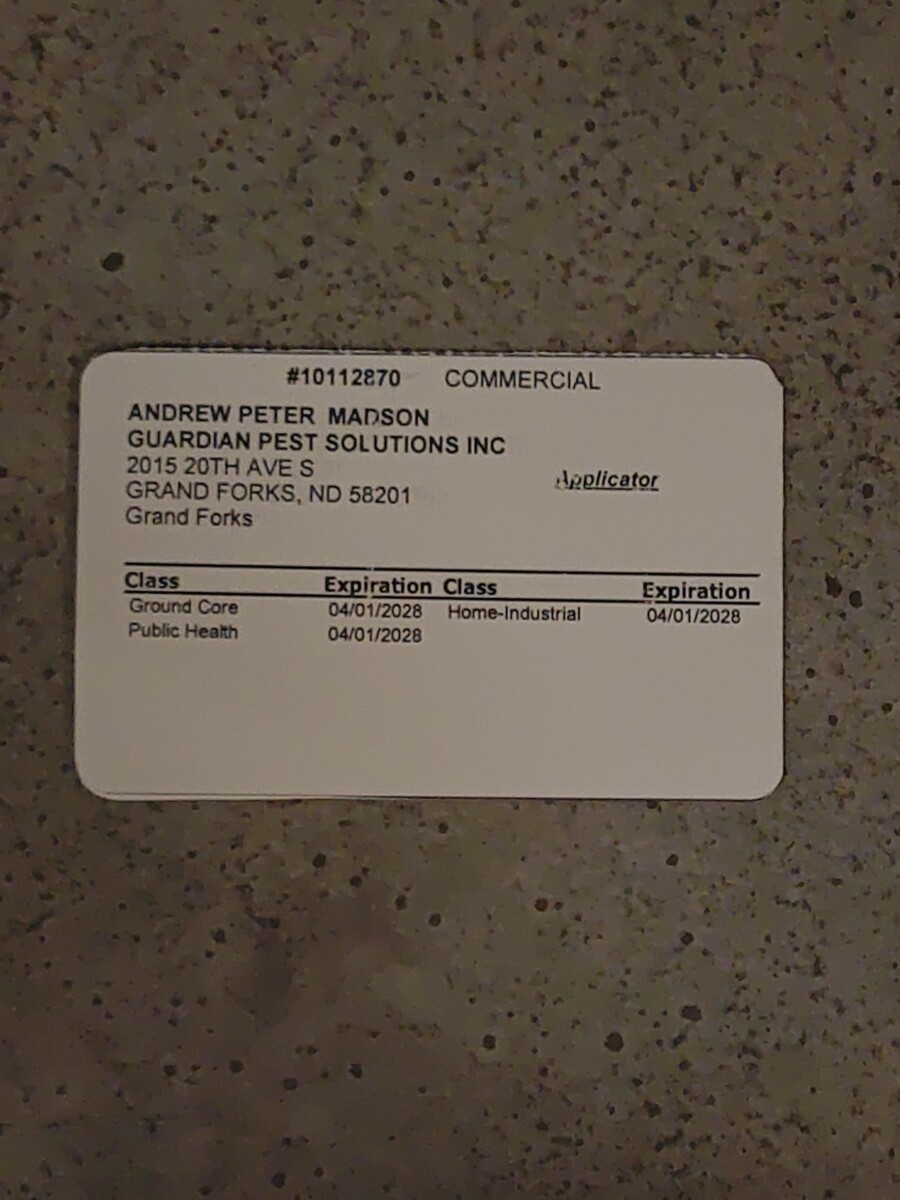 #10112870 COMMERCIAL
ANDREW PETER MADSON
GUARDIAN PEST SOLUTIONS INC
2015 20TH AVE S
Applicator
GRAND FORKS, ND 58201
Grand Forks
Class Expiration Class Expiration
Ground Core 04/01/2028 Home-Industrial 04/01/2028
Public Health 04/01/2028